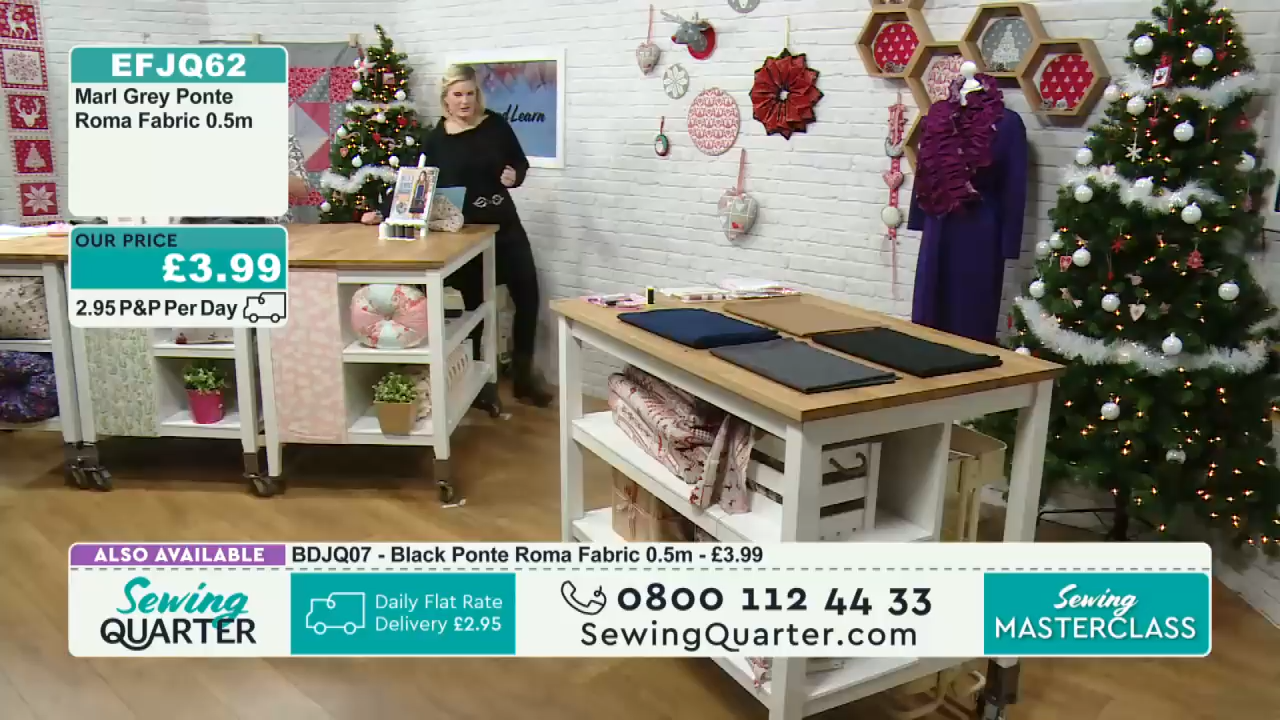 EFJQ62
Marl Grey Ponte
Roma Fabric 0.5m
OUR PRICE
£3.99
2.95 P&P Per Day
d Learn
ALSO AVAILABLE
BDJQ07 - Black Ponte Roma Fabric 0.5m - £3.99
Sewing
QUARTER
Daily Flat Rate
Delivery £2.95
0800 112 44 33
SewingQuarter.com
Sewing
MASTERCLASS